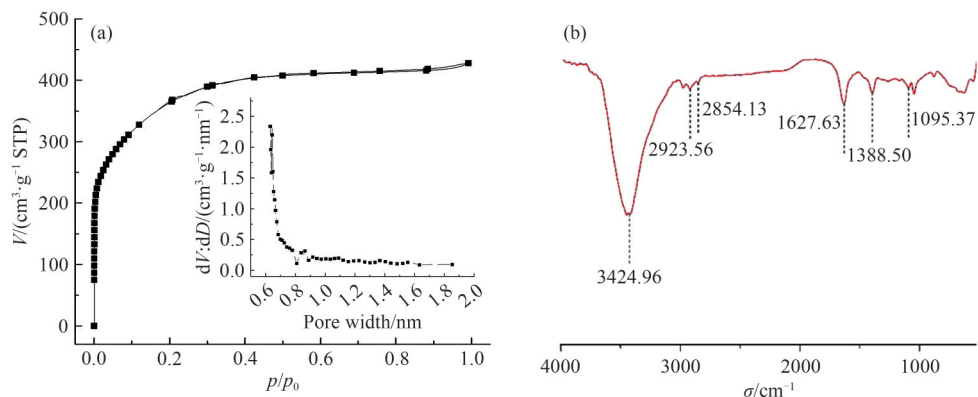 (a)
500
400
300
200
100
0
V/(cm³·g⁻¹ STP)
0.0 0.2 0.4 0.6 0.8 1.0
p/p₀
2.5
2.0
1.5
1.0
0.5
0.0
dV:dD/(cm³·g⁻¹·nm⁻¹)
0.6 0.8 1.0 1.2 1.4 1.6 1.8 2.0
Pore width/nm
(b)
2923.56
2854.13
3424.96
1627.63
1388.50
1095.37
4000 3000 2000 1000
σ/cm⁻¹